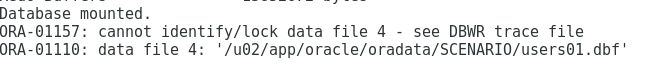 Database mounted.
ORA-01157: cannot identify/lock data file 4 - see DBWR trace file
ORA-01110: data file 4: '/u02/app/oracle/oradata/SCENARIO/users01.dbf'